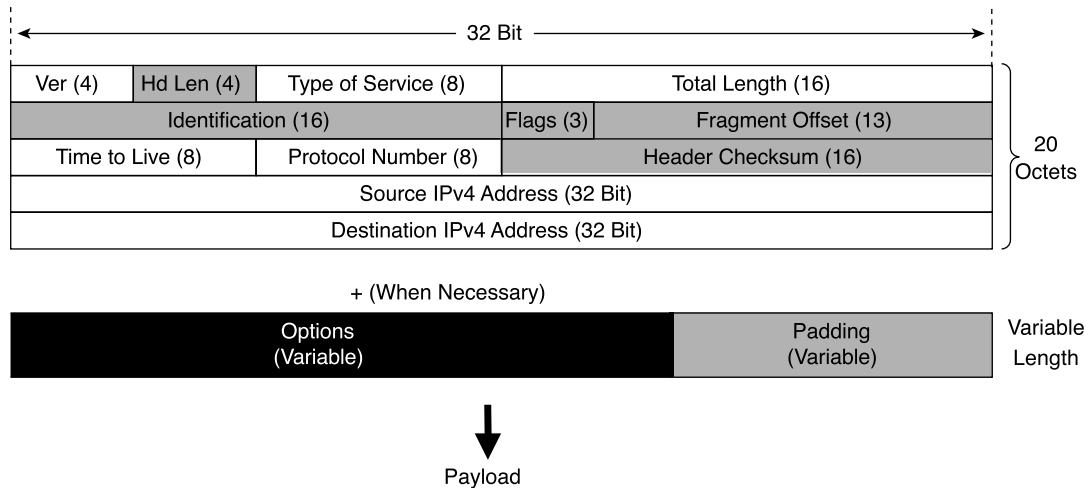 32 Bit
Ver (4) Hd Len (4) Type of Service (8) Total Length (16)
Identification (16) Flags (3) Fragment Offset (13)
Time to Live (8) Protocol Number (8) Header Checksum (16)
Source IPv4 Address (32 Bit)
Destination IPv4 Address (32 Bit)
20
Octets
+ (When Necessary)
Options
(Variable)
Padding
(Variable)
Variable
Length
Payload